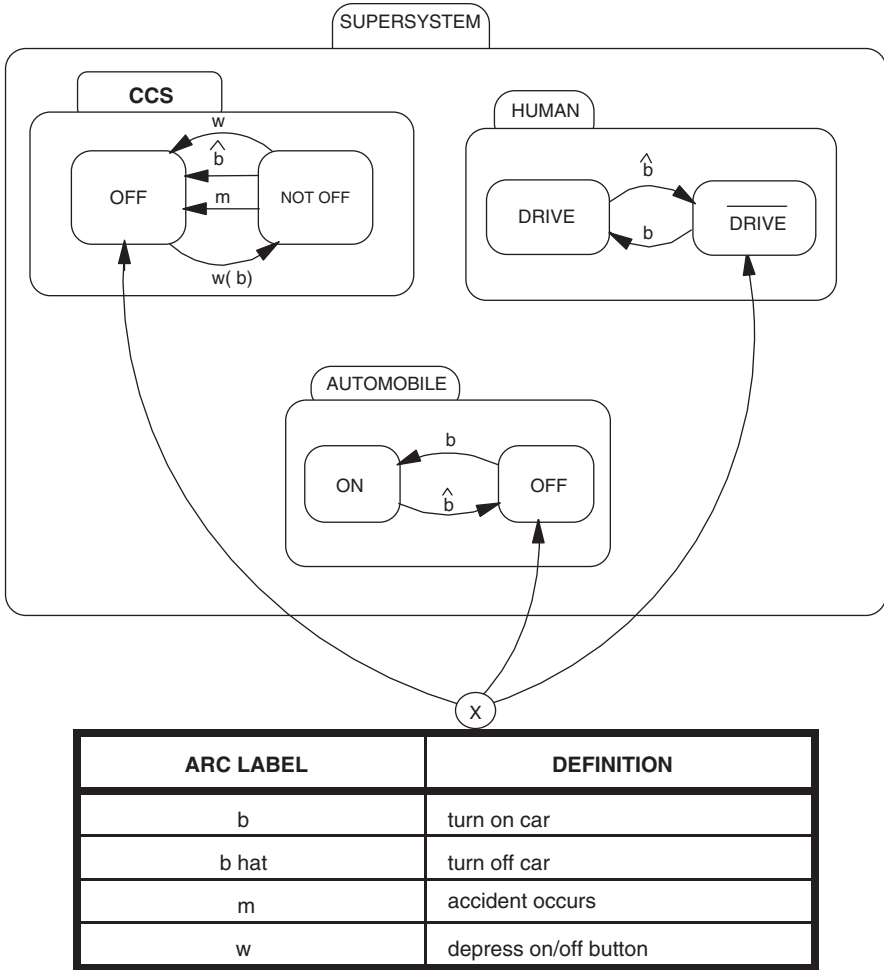 SUPERSYSTEM
CCS
w
b̂
OFF
m
NOT OFF
w( b)
HUMAN
b̂
DRIVE
D̅R̅I̅V̅E̅
b
AUTOMOBILE
b
ON
OFF
b̂
X
ARC LABEL DEFINITION
b turn on car
b hat turn off car
m accident occurs
w depress on/off button